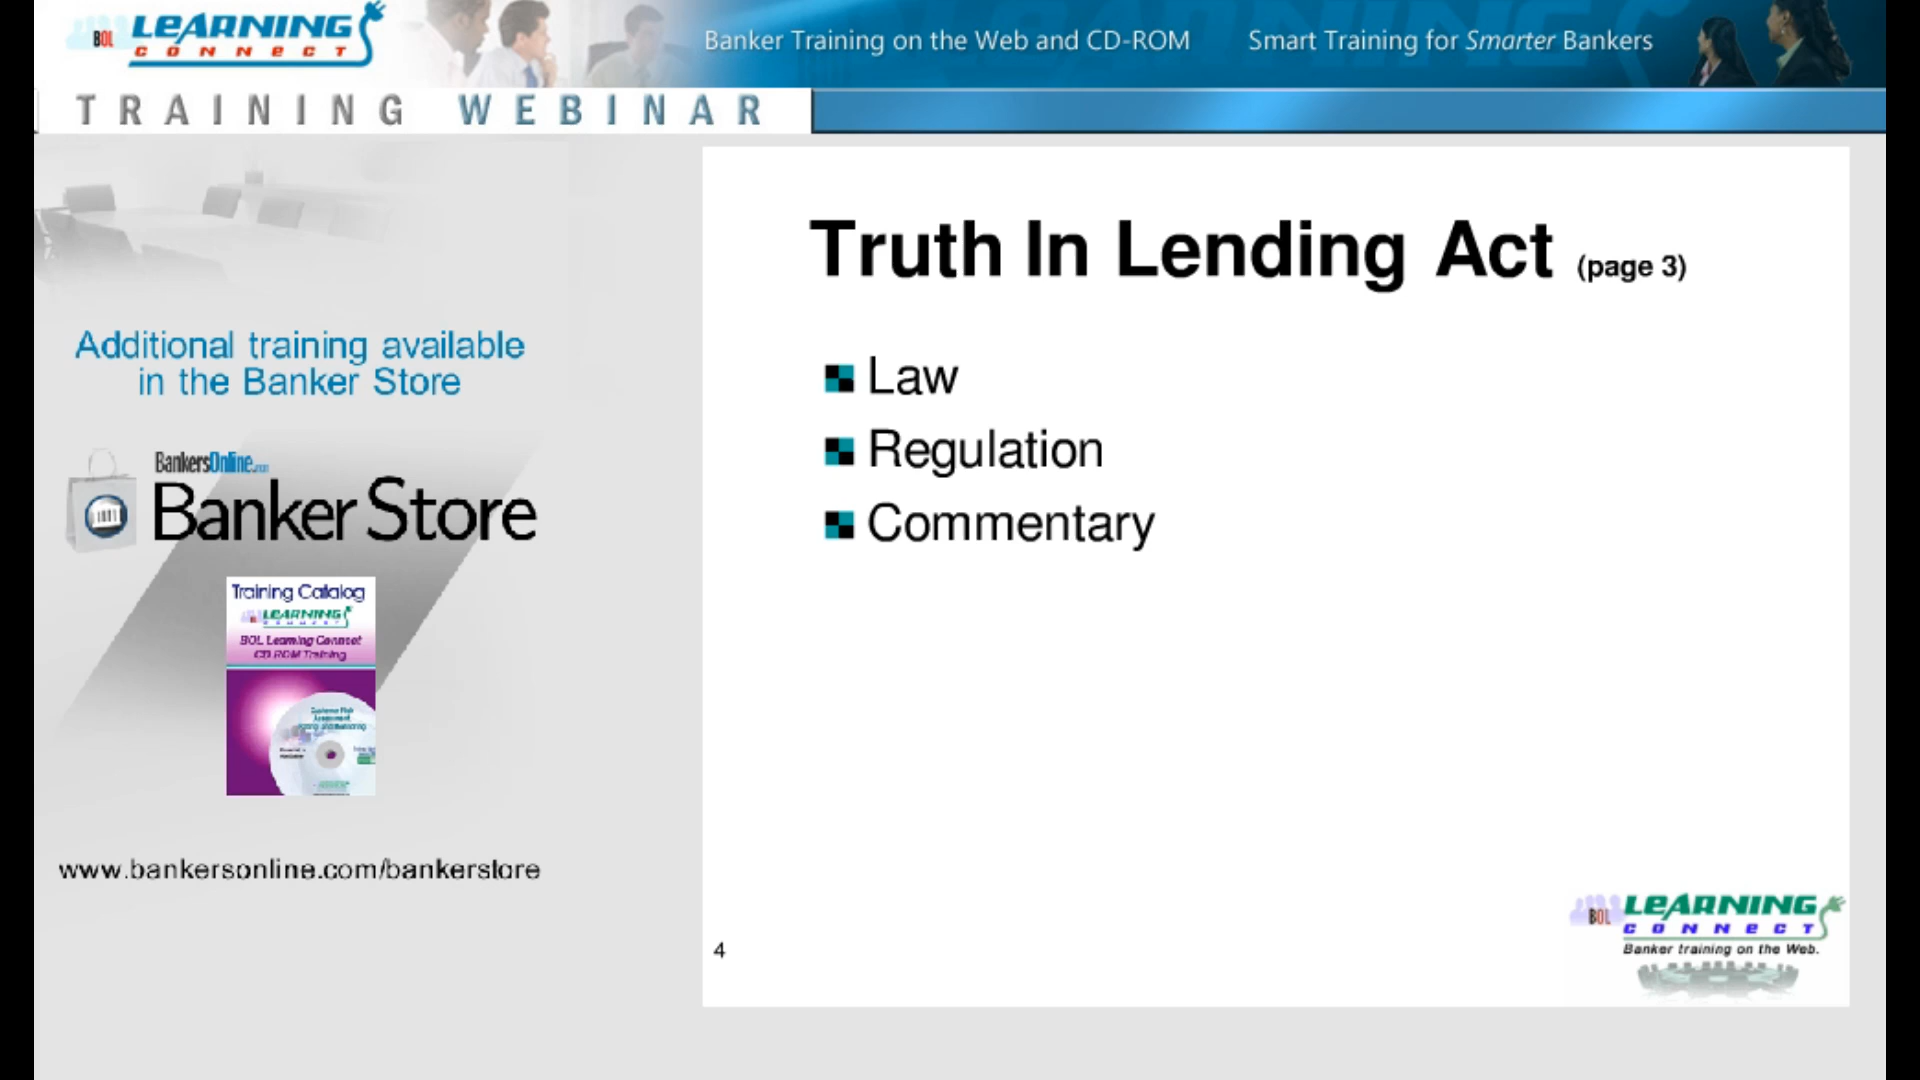 BOL LEARNING
CONNECT
Banker Training on the Web and CD-ROM
Smart Training for Smarter Bankers
TRAINING WEBINAR
Truth In Lending Act (page 3)
Law
Regulation
Commentary
Additional training available
in the Banker Store
BankersOnline.com
Banker Store
Training Catalog
LEARNING
BOL Learning Connect
CD ROM Training
www.bankersonline.com/bankerstore
4
BOL LEARNING
CONNECT
Banker training on the Web.